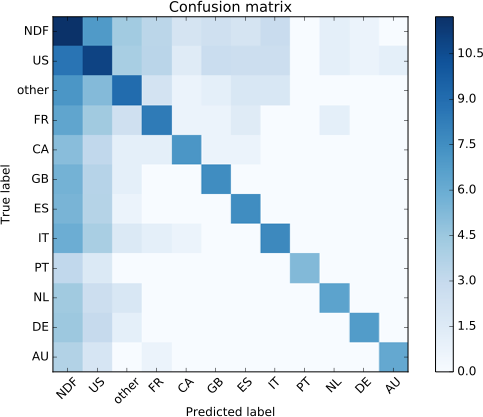 Confusion matrix
True label
NDF
US
other
FR
CA
GB
ES
IT
PT
NL
DE
AU
NDF US other FR CA GB ES IT PT NL DE AU
Predicted label
10.5
9.0
7.5
6.0
4.5
3.0
1.5
0.0